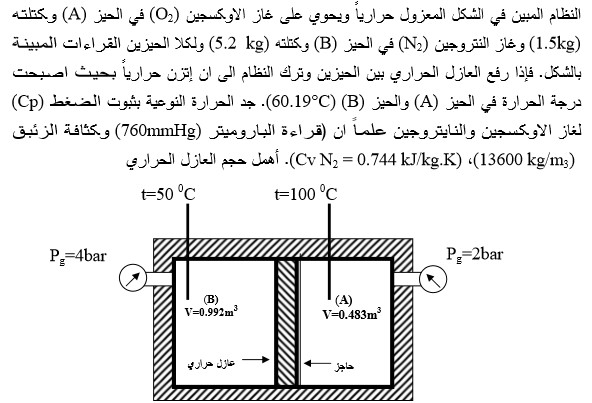 النظام المبين في الشكل المعزول حرارياً ويحوي على غاز الاوكسجين (O₂) في الحيز (A) وكتلته
(1.5kg) وغاز النتروجين (N₂) في الحيز (B) وكتلته (5.2 kg) ولكلا الحيزين القراءات المبينة
بالشكل. فإذا رفع العازل الحراري بين الحيزين وترك النظام الى ان إتزن حرارياً بحيث اصبحت
درجة الحرارة في الحيز (A) والحيز (B) (60.19°C). جد الحرارة النوعية بثبوت الضغط (Cp)
لغاز الاوكسجين والنايتروجين علماً ان (قراءة الباروميتر (760mmHg) وكثافة الزئبق
(13600 kg/m₃)، (Cv N₂ = 0.744 kJ/kg.K). أهمل حجم العازل الحراري
t=50 ⁰C
t=100 ⁰C
Pg=4bar
Pg=2bar
(B)
V=0.992m³
(A)
V=0.483m³
عازل حراري
حاجز